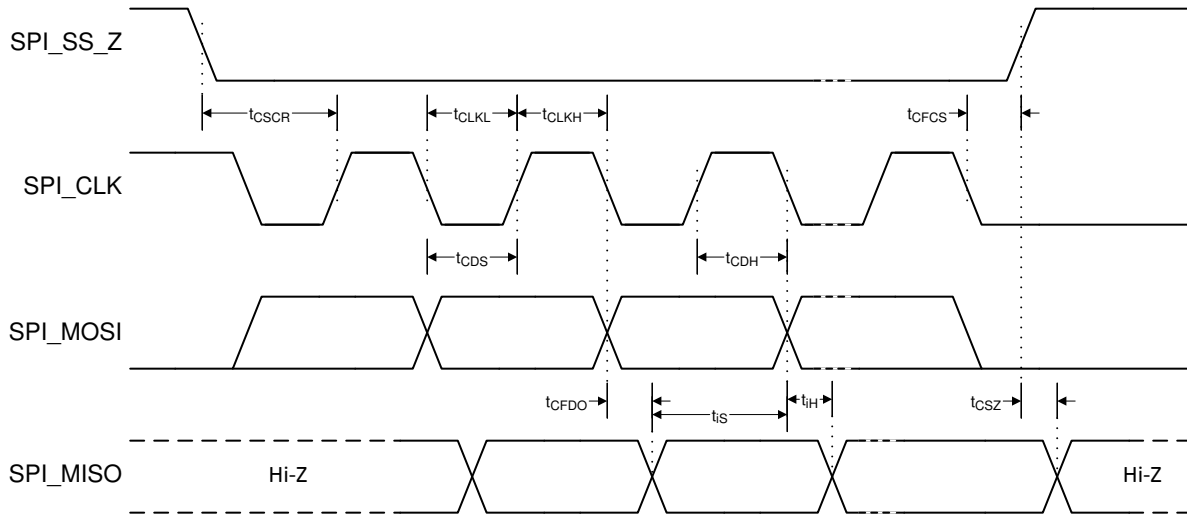 SPI_SS_Z
tCSCR
tCLKL
tCLKH
tCFCS
SPI_CLK
tCDS
tCDH
SPI_MOSI
tCFDO
tiS
tiH
tCSZ
SPI_MISO
Hi-Z
Hi-Z